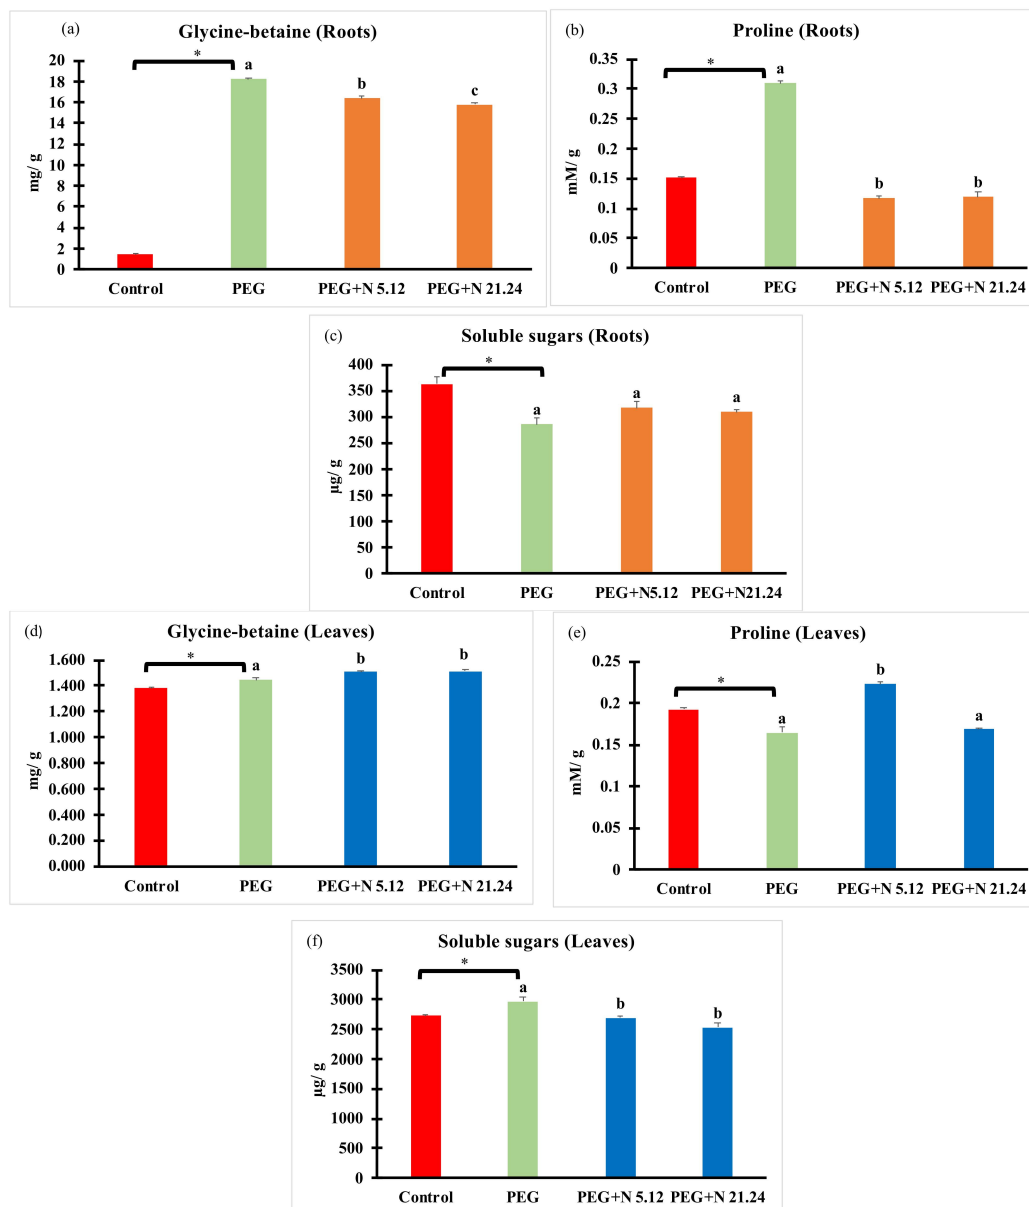 (a)
Glycine-betaine (Roots)
20
18
16
14
12
10
8
6
4
2
0
mg/ g
*
a
b
c
Control PEG PEG+N 5.12 PEG+N 21.24
(b)
Proline (Roots)
0.35
0.3
0.25
0.2
0.15
0.1
0.05
0
mM/ g
*
a
b
b
Control PEG PEG+N 5.12 PEG+N 21.24
(c)
Soluble sugars (Roots)
400
350
300
250
200
150
100
50
0
µg/ g
*
a
a
a
Control PEG PEG+N5.12 PEG+N21.24
(d)
Glycine-betaine (Leaves)
1.600
1.400
1.200
1.000
0.800
0.600
0.400
0.200
0.000
mg/ g
*
a
b
b
Control PEG PEG+N 5.12 PEG+N 21.24
(e)
Proline (Leaves)
0.25
0.2
0.15
0.1
0.05
0
mM/ g
*
a
b
a
Control PEG PEG+N 5.12 PEG+N 21.24
(f)
Soluble sugars (Leaves)
3500
3000
2500
2000
1500
1000
500
0
µg/ g
*
a
b
b
Control PEG PEG+N 5.12 PEG+N 21.24